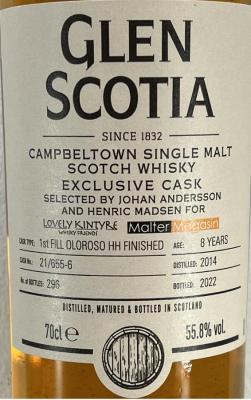 GLEN
SCOTIA
SINCE 1832
CAMPBELTOWN SINGLE MALT
SCOTCH WHISKY
EXCLUSIVE CASK
SELECTED BY JOHAN ANDERSSON
AND HENRIC MADSEN FOR
LOVELY KINTYRE Malter Magasin
WHISKY FRIENDS
CASK TYPE: 1st FILL OLOROSO HH FINISHED AGE: 8 YEARS
CASK No.: 21/655-6 DISTILLED: 2014
No. of BOTTLES: 296 BOTTLED: 2022
DISTILLED, MATURED & BOTTLED IN SCOTLAND
70cl e 55.8% vol.